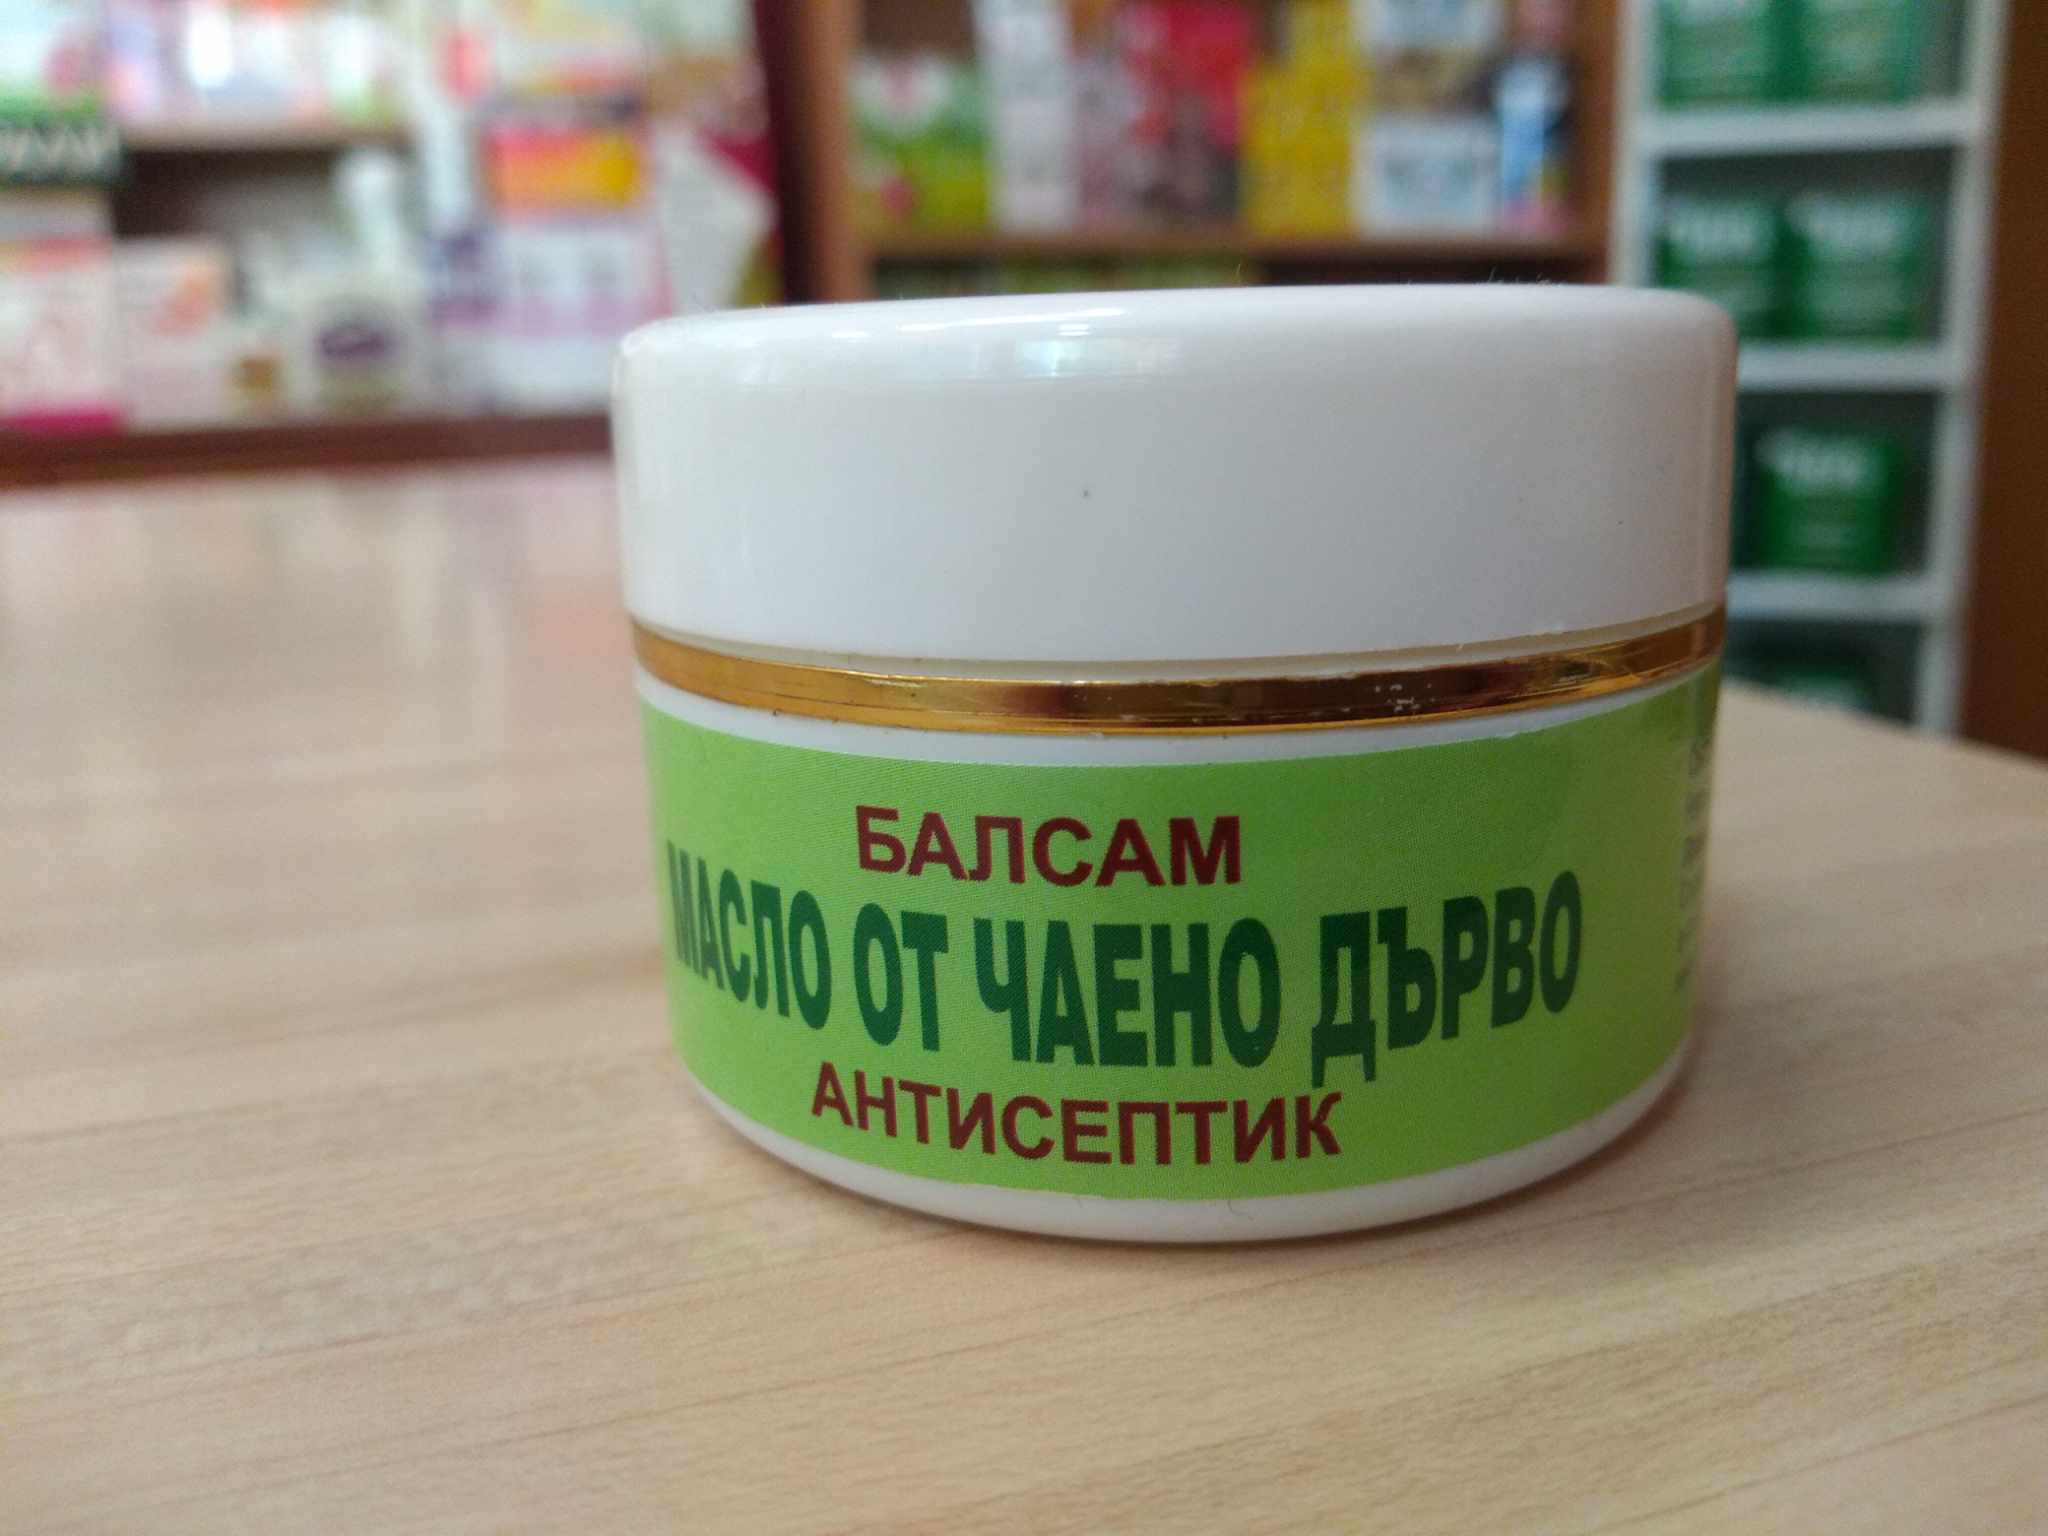 БАЛСАМ
МАСЛО ОТ ЧАЕНО ДЪРВО
АНТИСЕПТИК